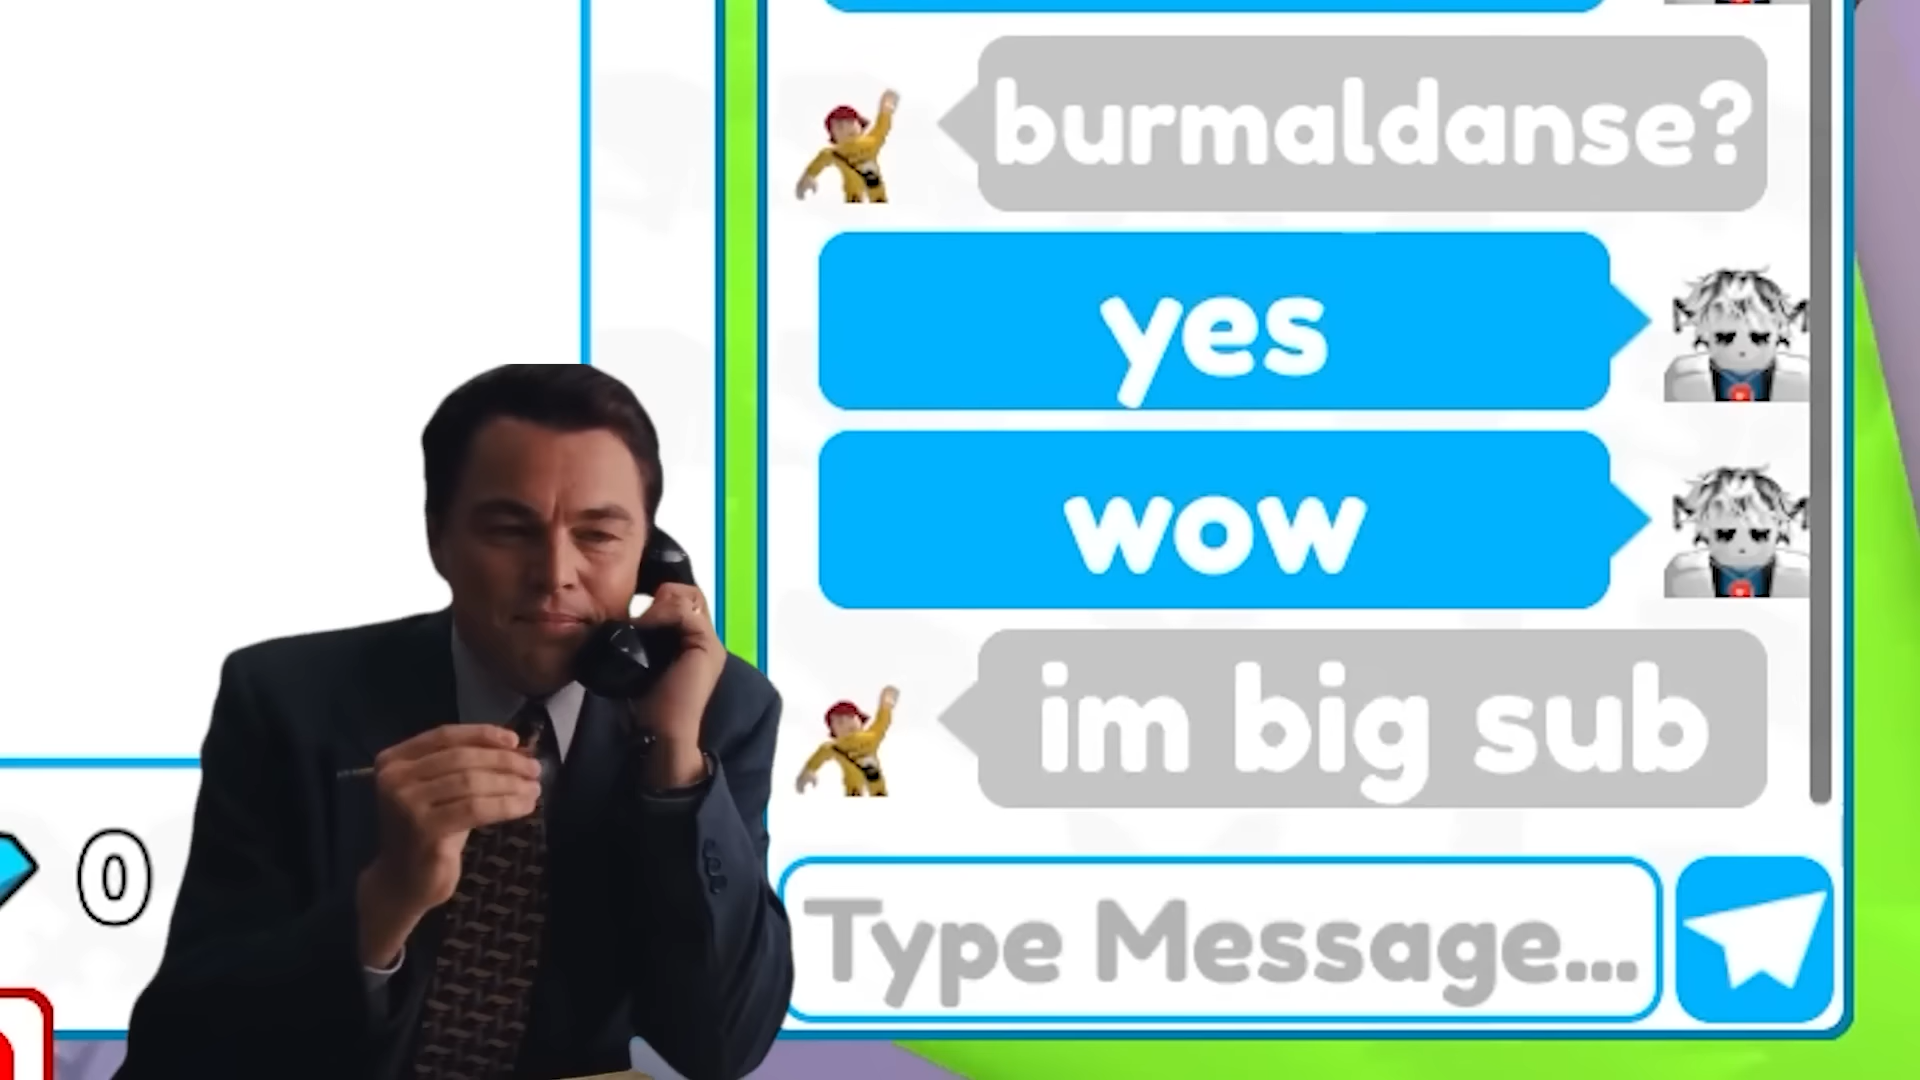 burmaldanse?
yes
wow
im big sub
0
Type Message...